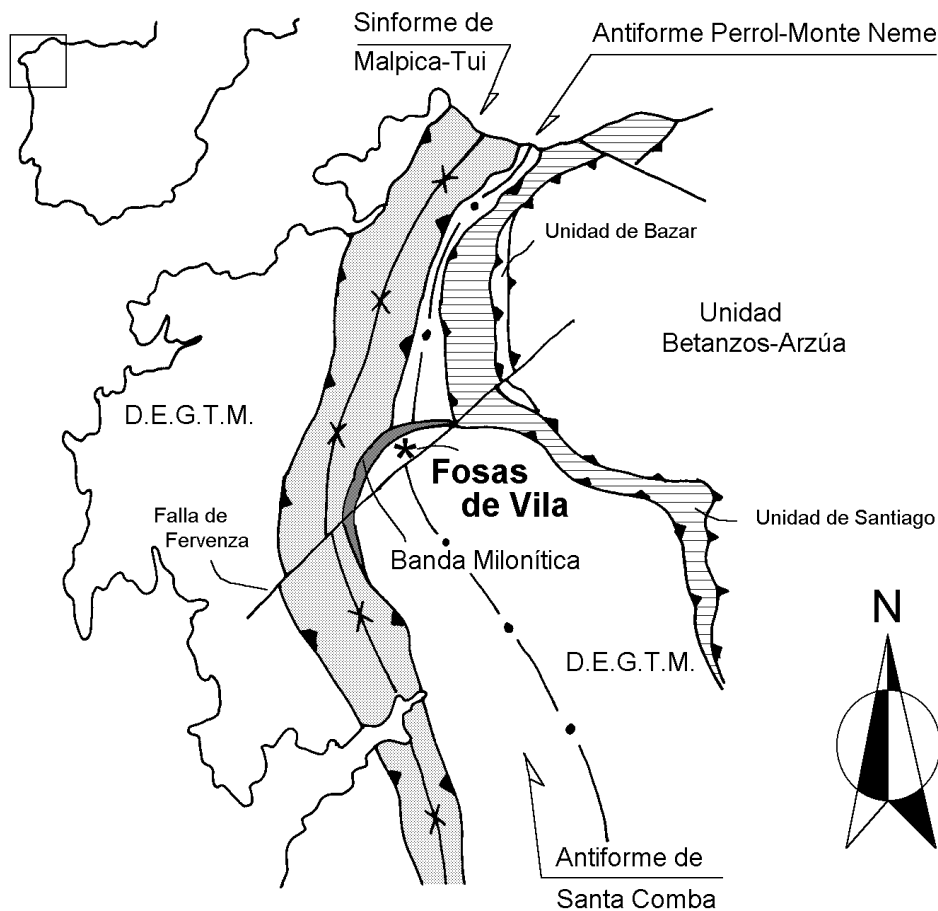 Sinforme de
Malpica-Tui
Antiforme Perrol-Monte Neme
Unidad de Bazar
Unidad
Betanzos-Arzúa
D.E.G.T.M.
Fosas
de Vila
Falla de
Fervenza
Banda Milonítica
Unidad de Santiago
D.E.G.T.M.
N
Antiforme de
Santa Comba